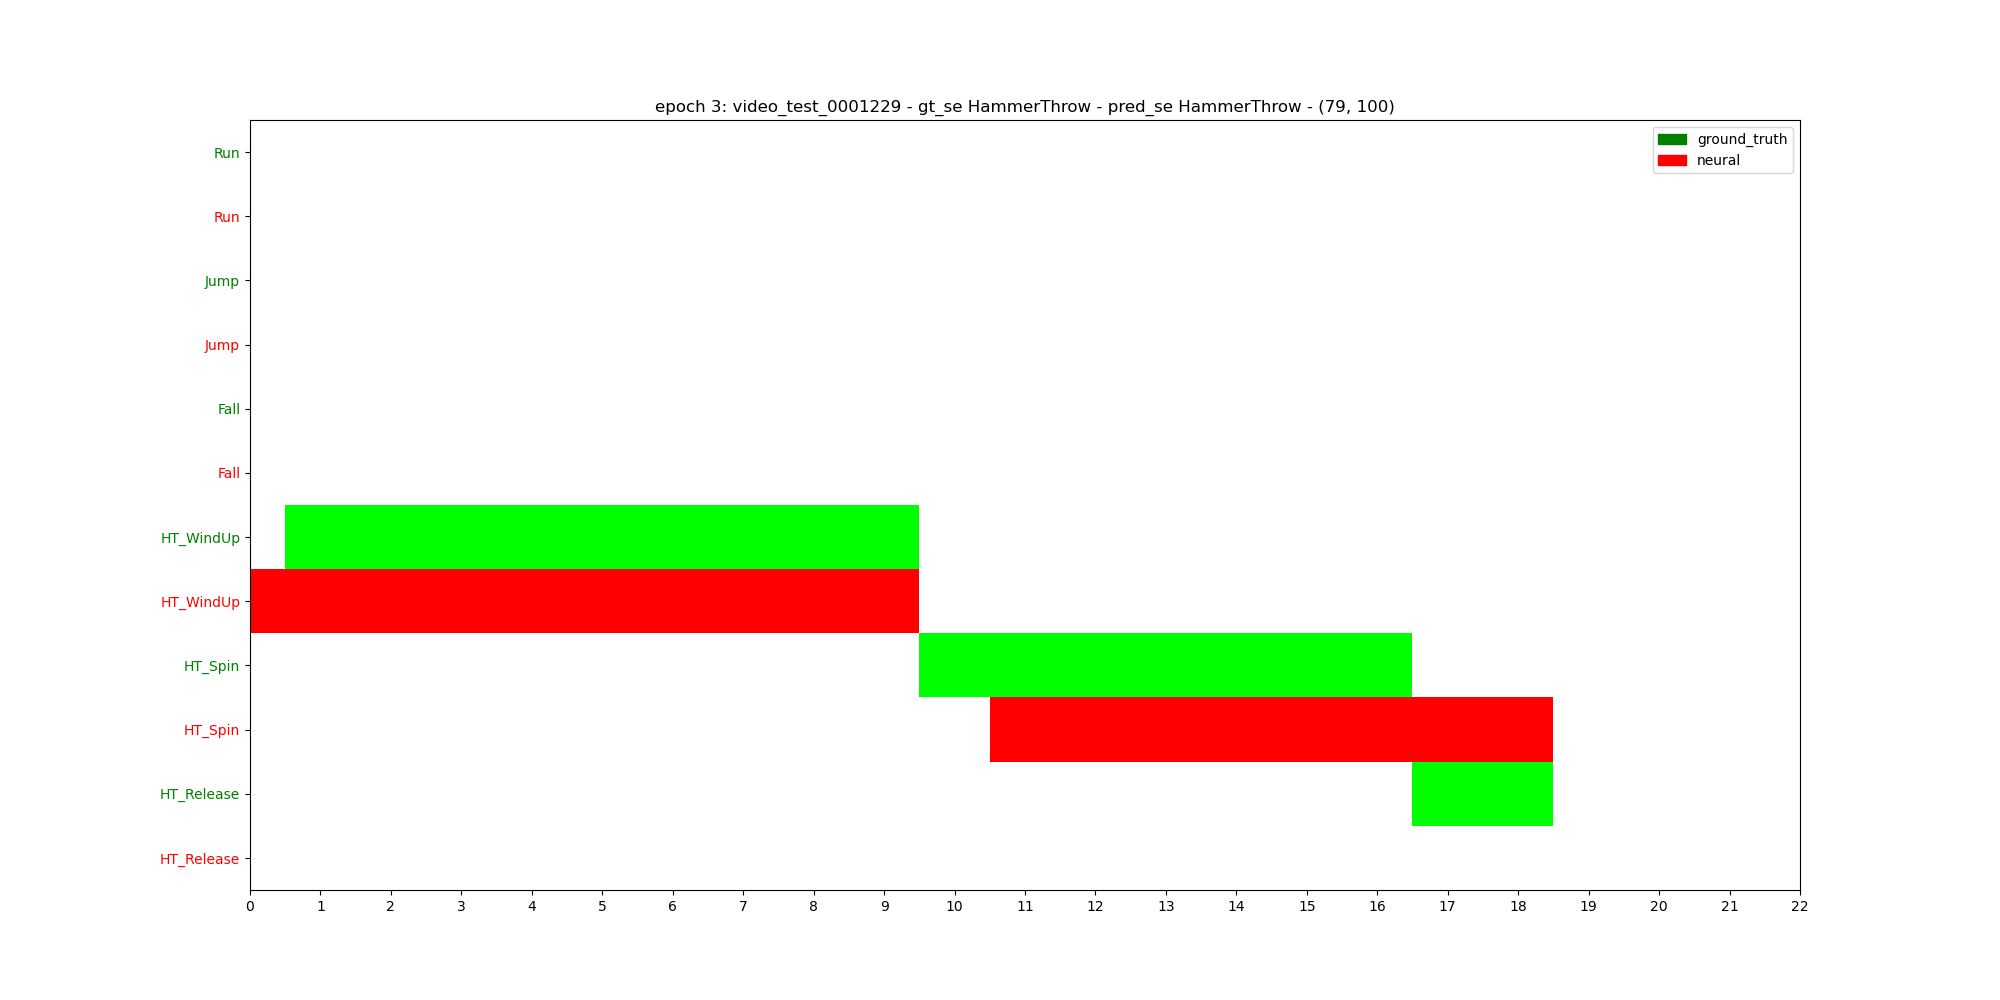 epoch 3: video_test_0001229 - gt_se HammerThrow - pred_se HammerThrow - (79, 100)
ground_truth
neural
Run
Run
Jump
Jump
Fall
Fall
HT_WindUp
HT_WindUp
HT_Spin
HT_Spin
HT_Release
HT_Release
0 1 2 3 4 5 6 7 8 9 10 11 12 13 14 15 16 17 18 19 20 21 22